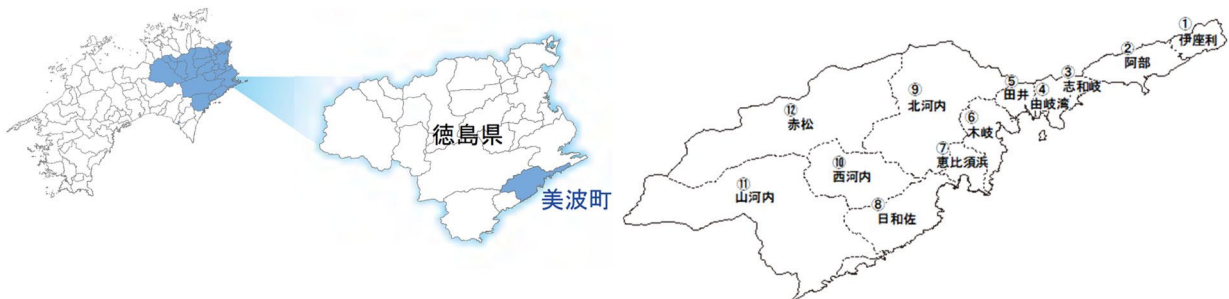 徳島県
美波町
①
伊座利
②
阿部
③
志和岐
④
由岐湾
⑤
田井
⑥
木岐
⑦
恵比須浜
⑧
日和佐
⑨
北河内
⑩
西河内
⑪
山河内
⑫
赤松